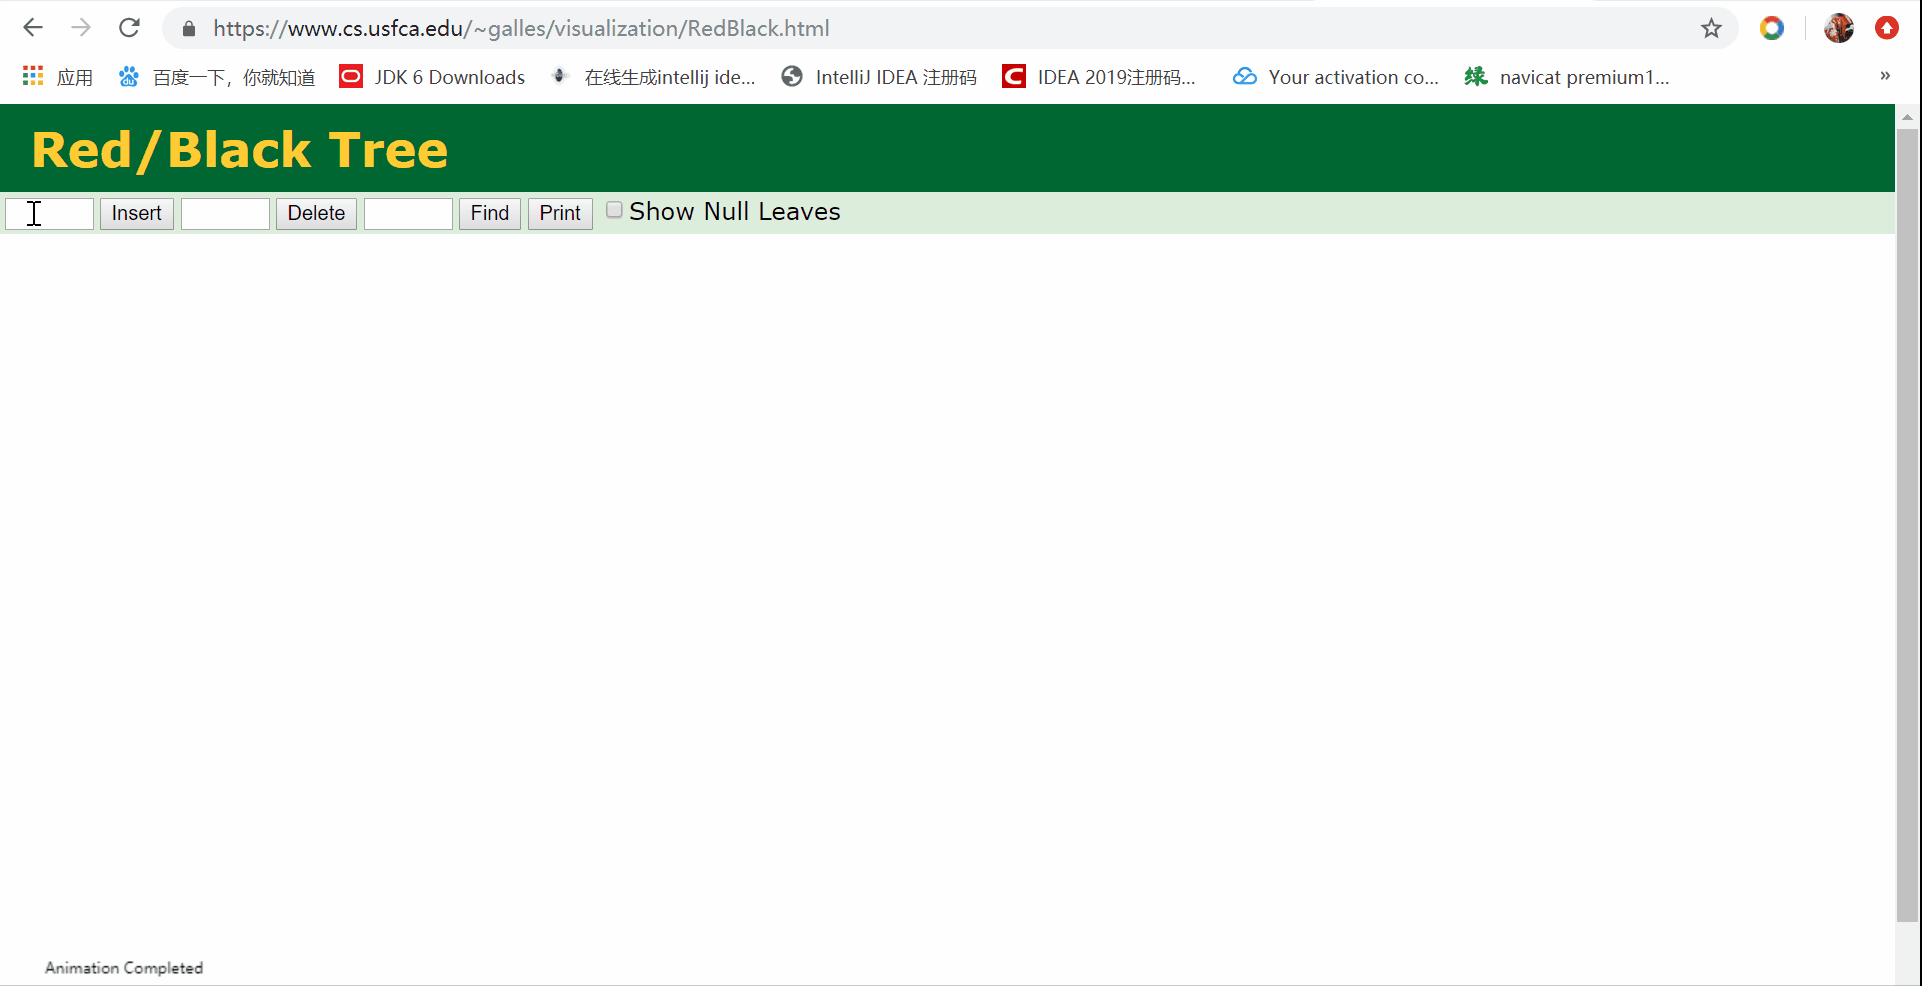 https://www.cs.usfca.edu/~galles/visualization/RedBlack.html
应用 百度一下，你就知道 JDK 6 Downloads 在线生成intellij ide... IntelliJ IDEA 注册码 IDEA 2019注册码... Your activation co... 绿 navicat premium1... »
Red/Black Tree
Insert Delete Find Print Show Null Leaves
Animation Completed